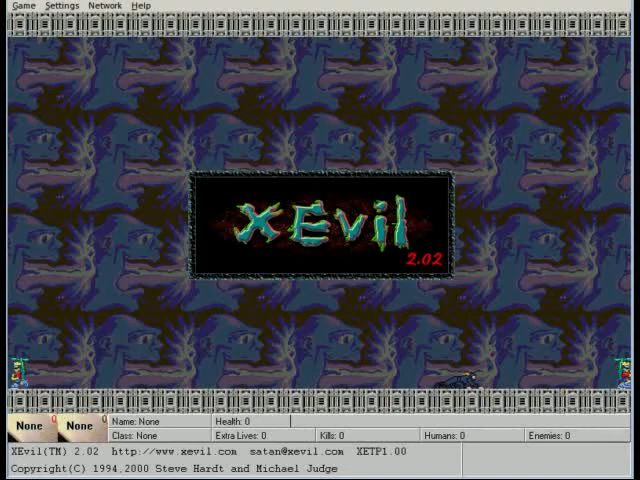 Game Settings Network Help
XEvil
2.02
None 0 None 0 Name: None Health: 0
Class: None Extra Lives: 0 Kills: 0 Humans: 0 Enemies: 0
XEvil(TM) 2.02 http://www.xevil.com satan@xevil.com XETP1.00
Copyright(C) 1994,2000 Steve Hardt and Michael Judge